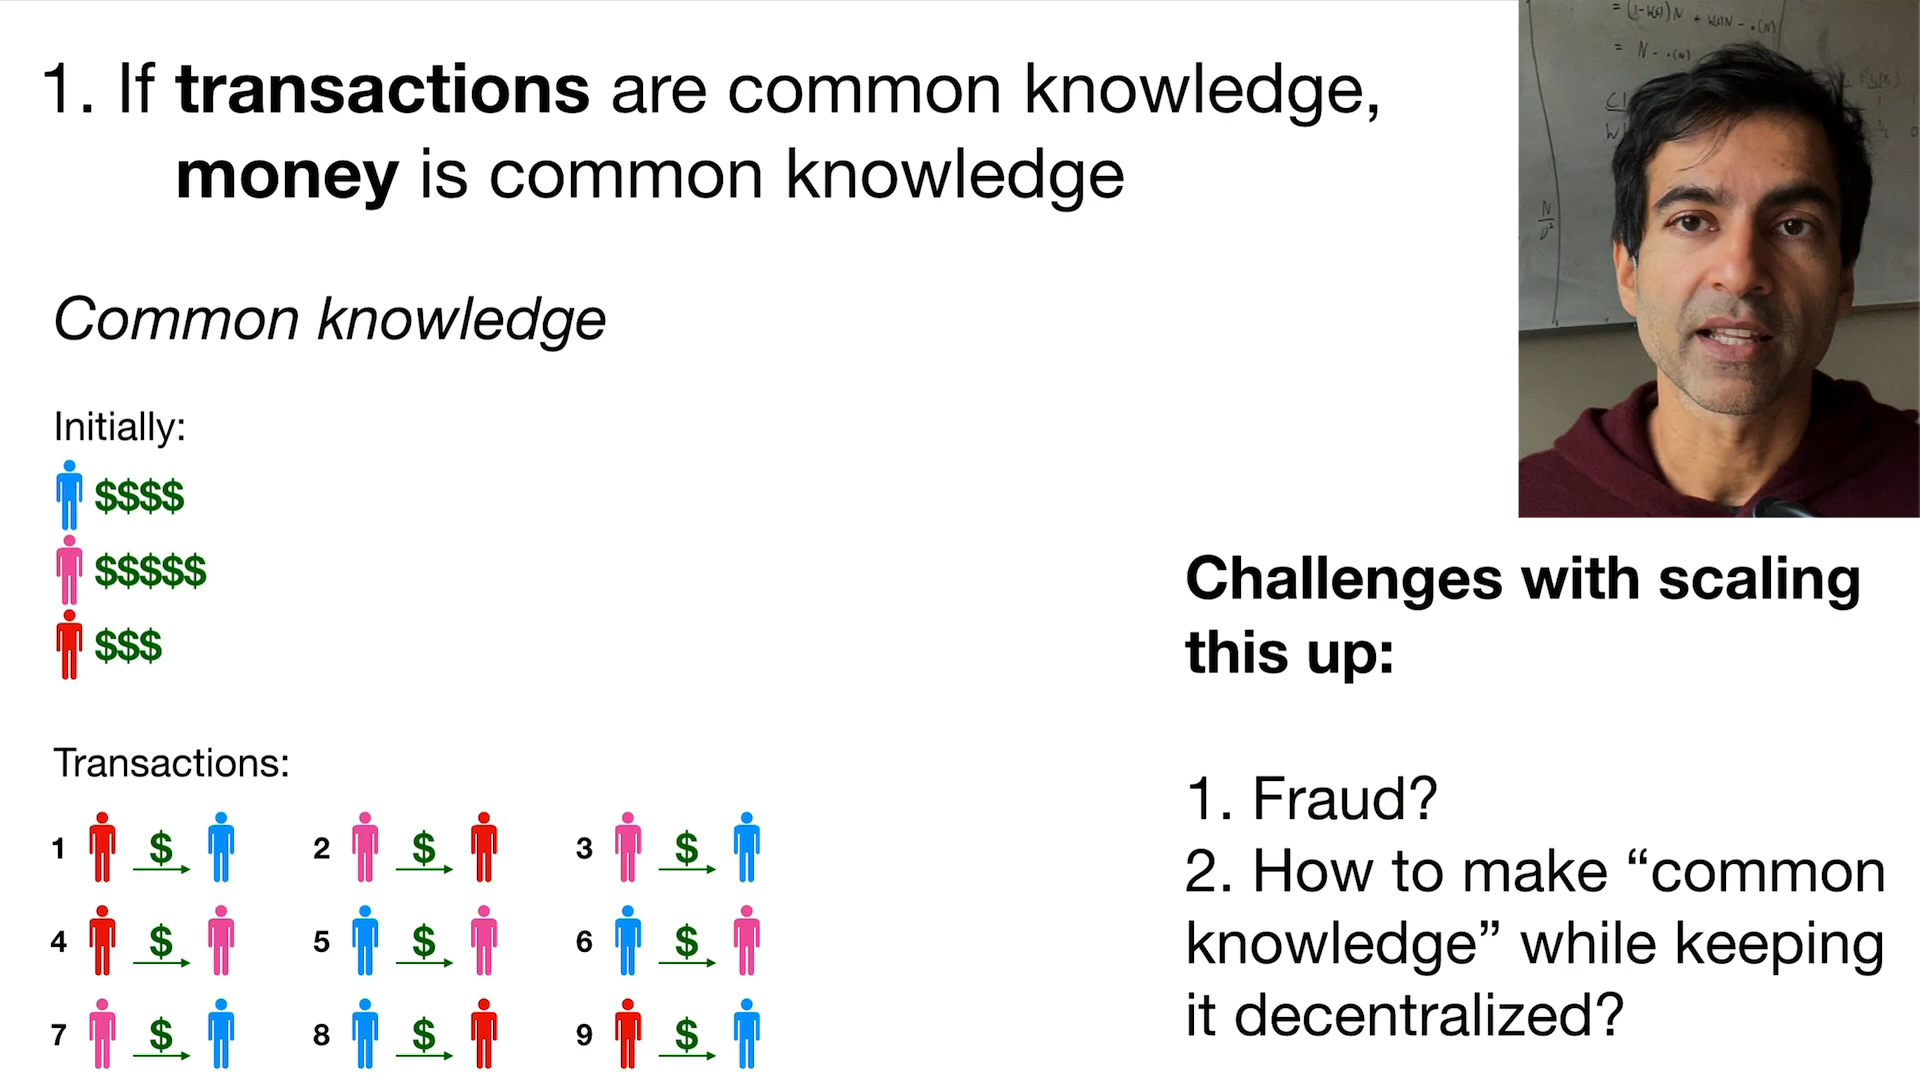 = (1-
= N -
N
1. If transactions are common knowledge,
money is common knowledge
Common knowledge
Initially:
$$$$
$$$$$
$$$
Transactions:
1 $ 2 $ 3 $
4 $ 5 $ 6 $
7 $ 8 $ 9 $
Challenges with scaling
this up:
1. Fraud?
2. How to make “common
knowledge” while keeping
it decentralized?